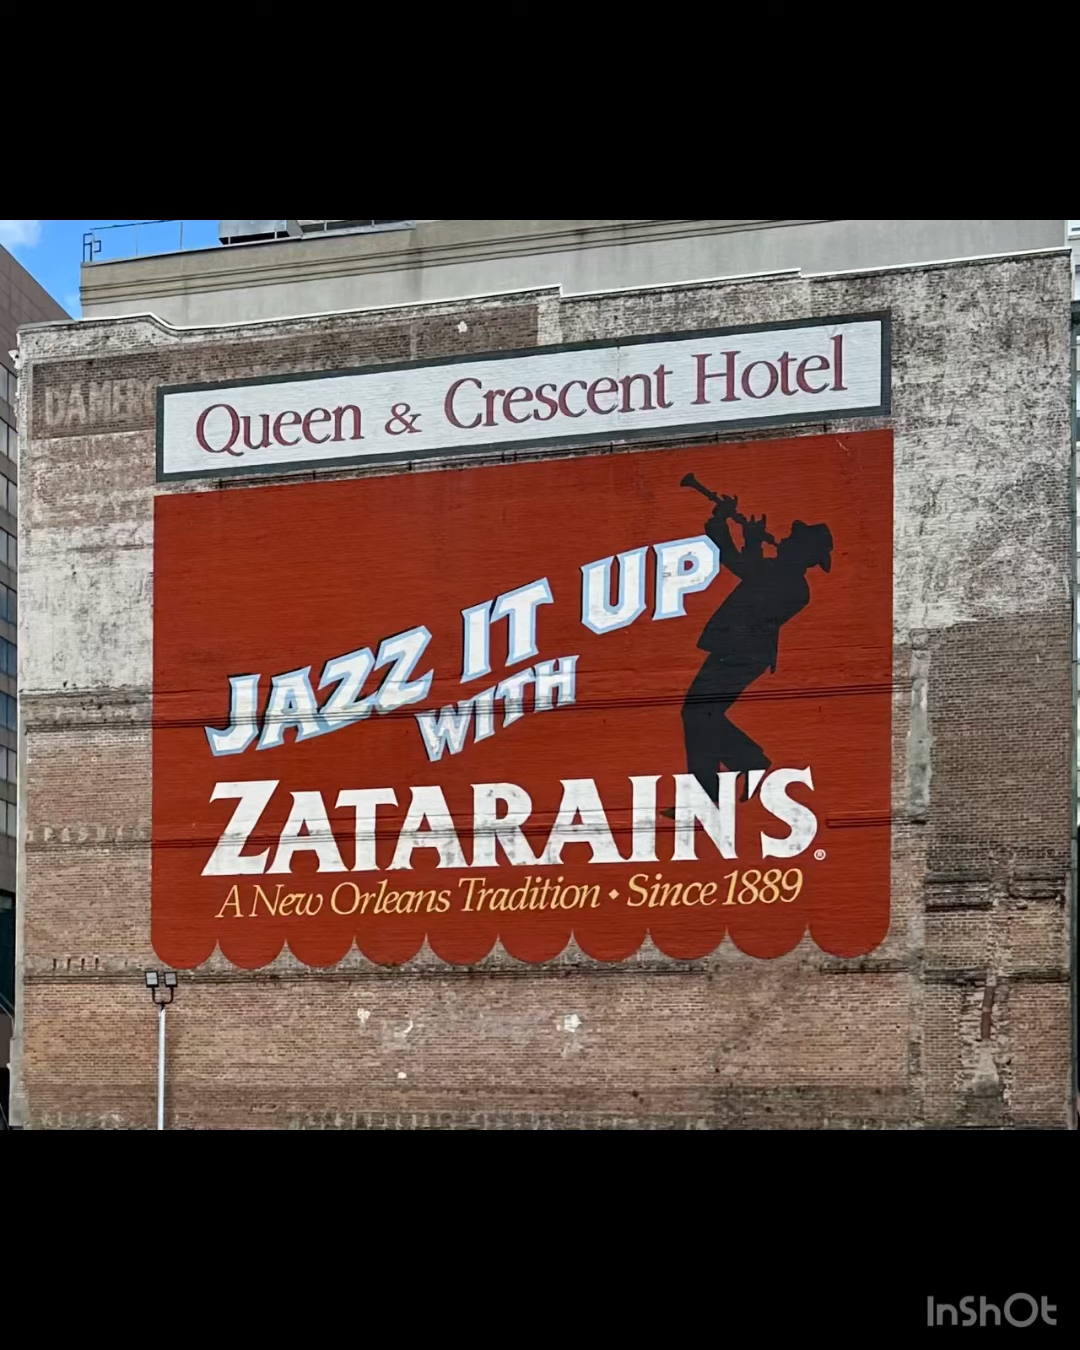 Queen & Crescent Hotel
JAZZ IT UP
WITH
ZATARAIN'S®
A New Orleans Tradition • Since 1889
InShOt